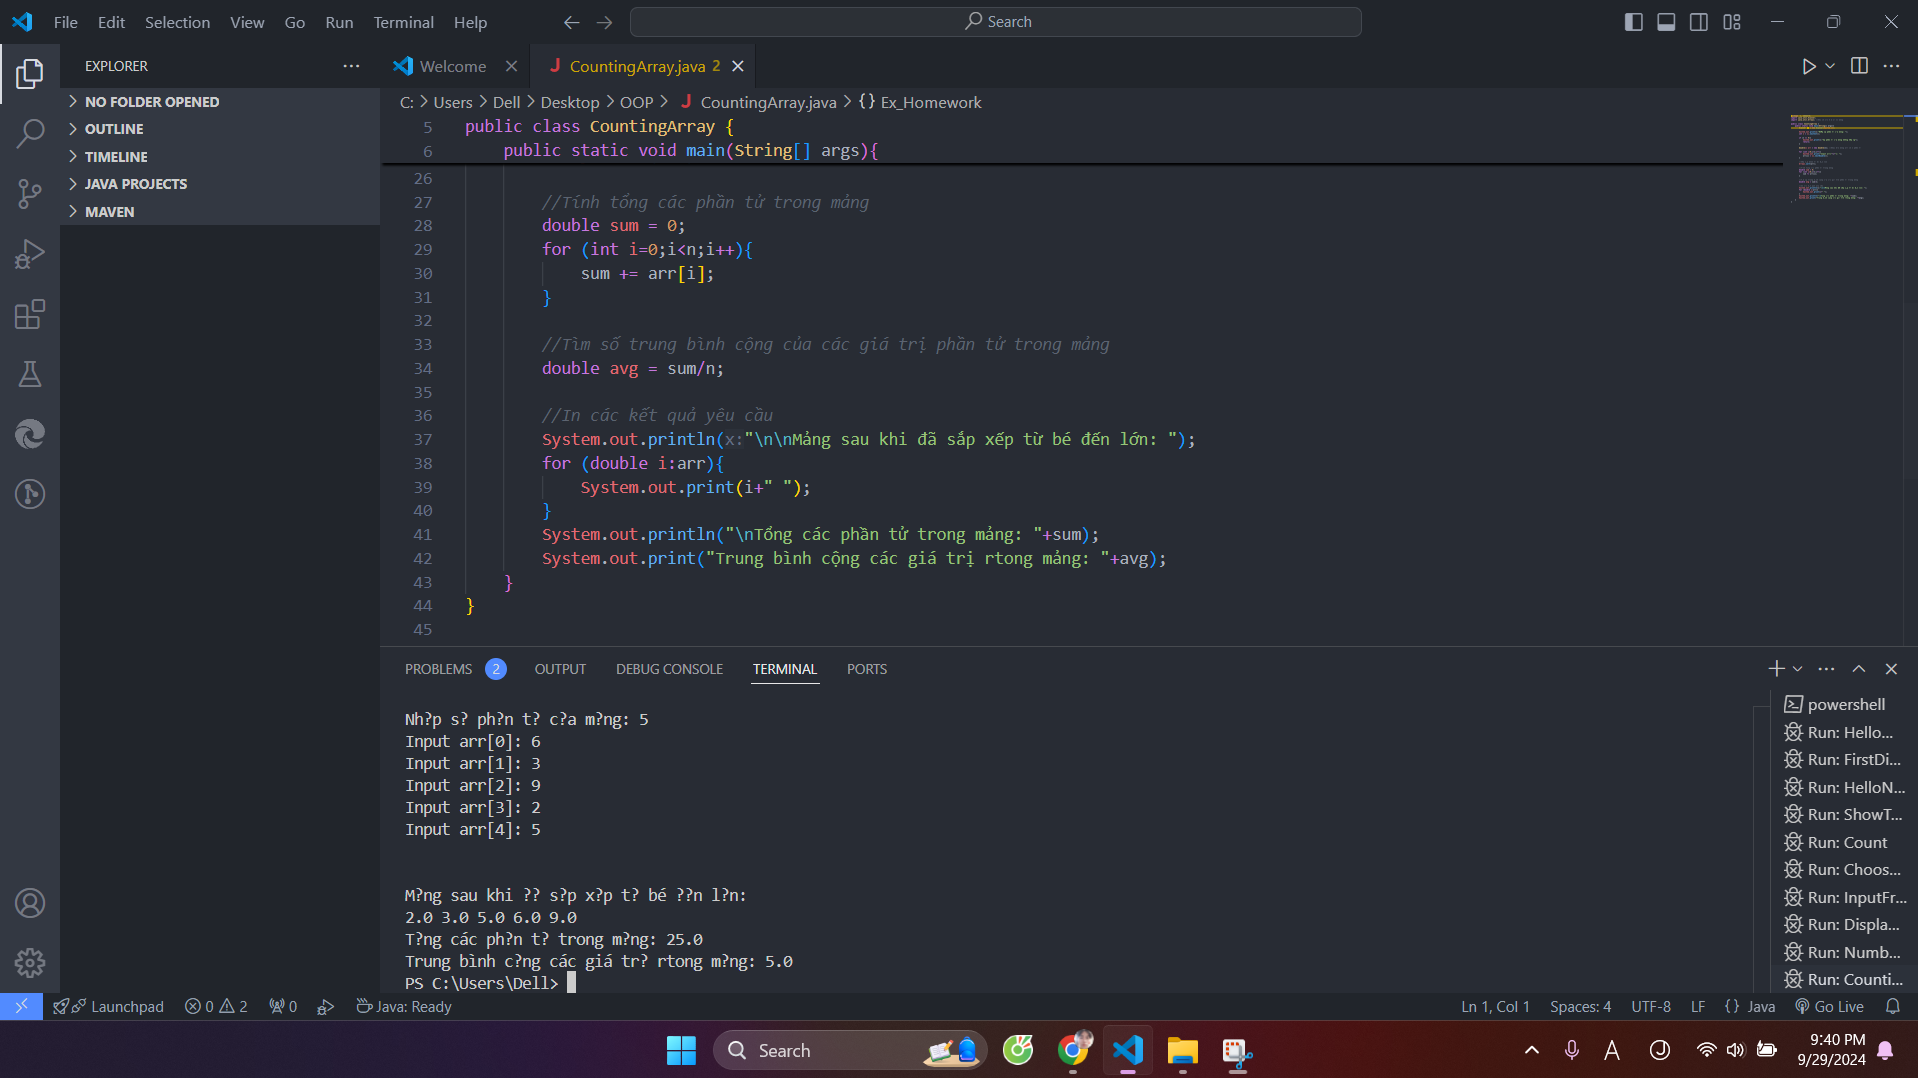 File Edit Selection View Go Run Terminal Help
Search
EXPLORER
NO FOLDER OPENED
OUTLINE
TIMELINE
JAVA PROJECTS
MAVEN
Welcome
J CountingArray.java 2
C: > Users > Dell > Desktop > OOP > J CountingArray.java > {} Ex_Homework
5 public class CountingArray {
6 public static void main(String[] args){
26
27 //Tính tổng các phần tử trong mảng
28 double sum = 0;
29 for (int i=0;i<n;i++){
30 sum += arr[i];
31 }
32
33 //Tìm số trung bình cộng của các giá trị phần tử trong mảng
34 double avg = sum/n;
35
36 //In các kết quả yêu cầu
37 System.out.println(x:"\n\nMảng sau khi đã sắp xếp từ bé đến lớn: ");
38 for (double i:arr){
39 System.out.print(i+" ");
40 }
41 System.out.println("\nTổng các phần tử trong mảng: "+sum);
42 System.out.print("Trung bình cộng các giá trị rtong mảng: "+avg);
43 }
44 }
45
PROBLEMS 2 OUTPUT DEBUG CONSOLE TERMINAL PORTS
Nh?p s? ph?n t? c?a m?ng: 5
Input arr[0]: 6
Input arr[1]: 3
Input arr[2]: 9
Input arr[3]: 2
Input arr[4]: 5
M?ng sau khi ?? s?p x?p t? bé ??n l?n:
2.0 3.0 5.0 6.0 9.0
T?ng các ph?n t? trong m?ng: 25.0
Trung bình c?ng các giá tr? rtong m?ng: 5.0
PS C:\Users\Dell>
powershell
Run: Hello...
Run: FirstDi...
Run: HelloN...
Run: ShowT...
Run: Count
Run: Choos...
Run: InputFr...
Run: Displa...
Run: Numb...
Run: Counti...
Launchpad 0 2 0 Java: Ready
Ln 1, Col 1 Spaces: 4 UTF-8 LF {} Java Go Live
Search
A
9:40 PM
9/29/2024